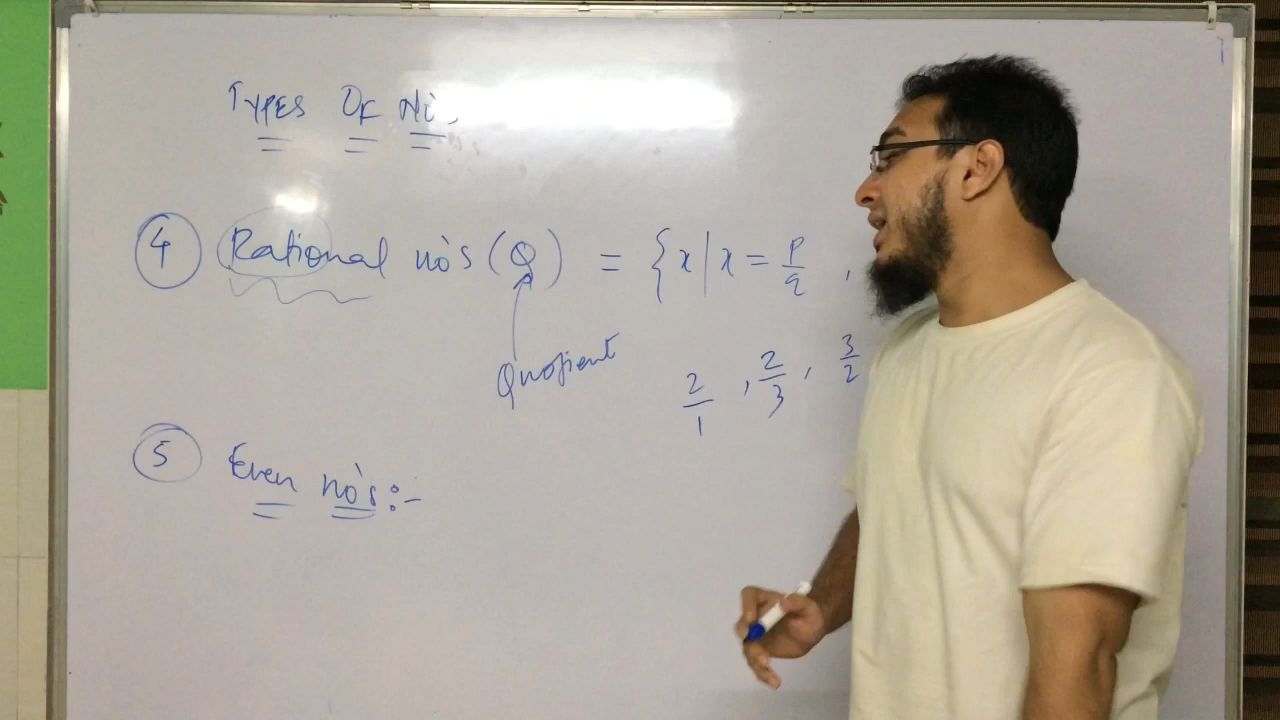 TYPES OF NO.
④ Rational no's (Q) = {x | x = p/q ,
Quotient
2/1 , 2/3 , 3/2
⑤ Even no's :-